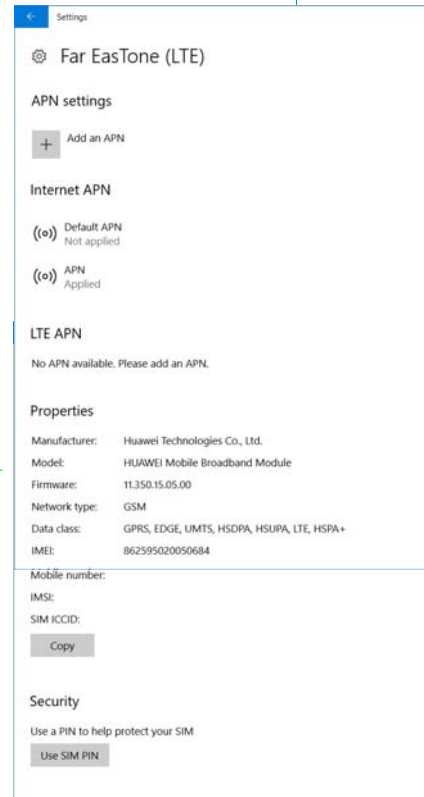 Settings
Far EasTone (LTE)
APN settings
Add an APN
Internet APN
Default APN
Not applied
APN
Applied
LTE APN
No APN available. Please add an APN.
Properties
Manufacturer: Huawei Technologies Co., Ltd.
Model: HUAWEI Mobile Broadband Module
Firmware: 11.350.15.05.00
Network type: GSM
Data class: GPRS, EDGE, UMTS, HSDPA, HSUPA, LTE, HSPA+
IMEI: 862595020050684
Mobile number:
IMSI:
SIM ICCID:
Copy
Security
Use a PIN to help protect your SIM
Use SIM PIN